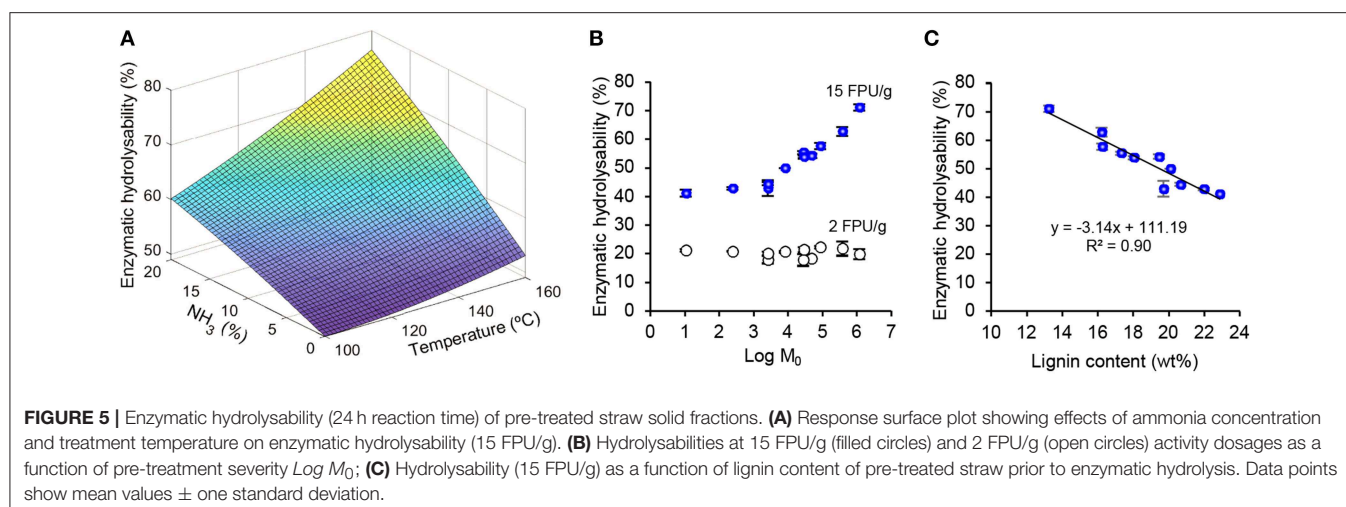 A
Enzymatic hydrolysability (%)
80
70
60
50
20
15
10
5
0
NH3 (%)
100
120
140
160
Temperature (ºC)
B
Enzymatic hydrolysability (%)
80
70
60
50
40
30
20
10
0
15 FPU/g
2 FPU/g
0 1 2 3 4 5 6 7
Log M0
C
Enzymatic hydrolysability (%)
80
70
60
50
40
30
20
10
0
y = -3.14x + 111.19
R² = 0.90
10 12 14 16 18 20 22 24
Lignin content (wt%)
FIGURE 5 | Enzymatic hydrolysability (24 h reaction time) of pre-treated straw solid fractions. (A) Response surface plot showing effects of ammonia concentration
and treatment temperature on enzymatic hydrolysability (15 FPU/g). (B) Hydrolysabilities at 15 FPU/g (filled circles) and 2 FPU/g (open circles) activity dosages as a
function of pre-treatment severity Log M0; (C) Hydrolysability (15 FPU/g) as a function of lignin content of pre-treated straw prior to enzymatic hydrolysis. Data points
show mean values ± one standard deviation.